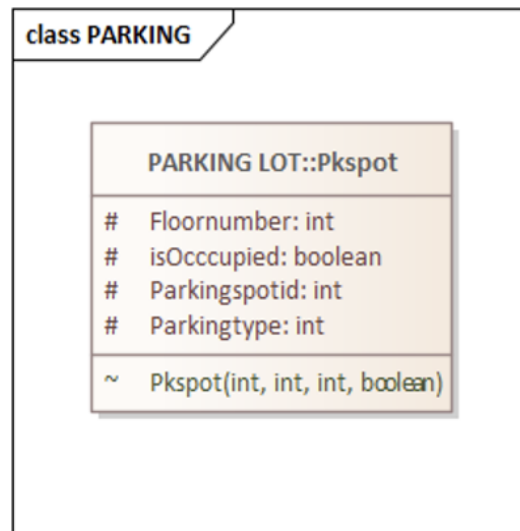 class PARKING
PARKING LOT::Pkspot
# Floornumber: int
# isOcccupied: boolean
# Parkingspotid: int
# Parkingtype: int
~ Pkspot(int, int, int, boolean)